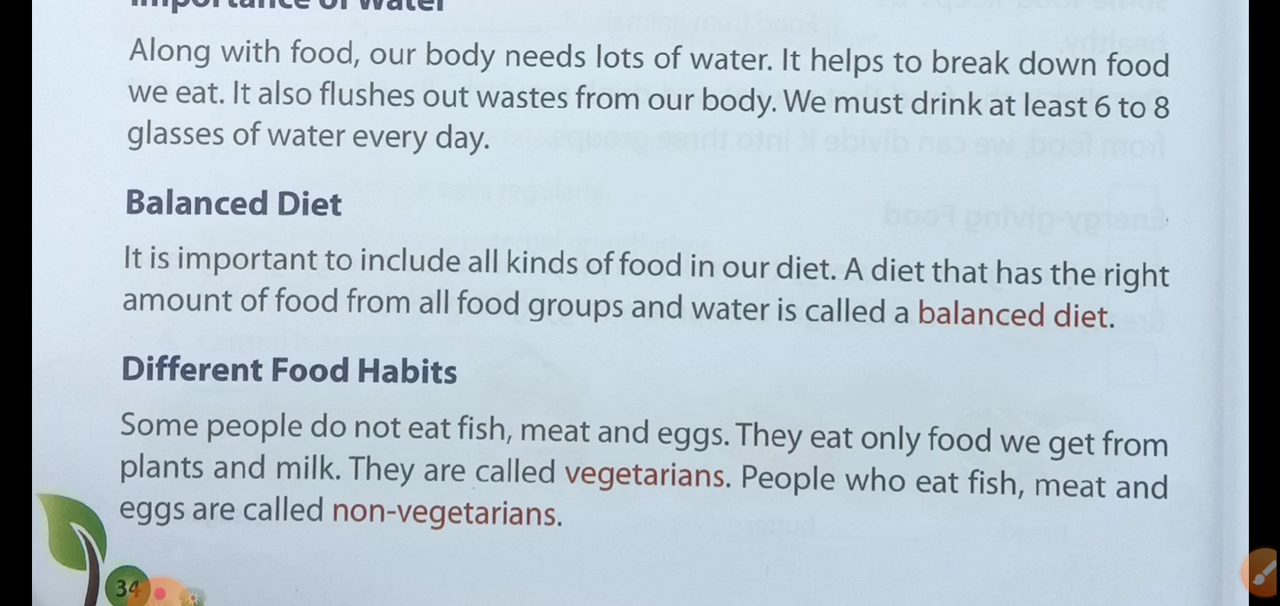 Importance of Water
Along with food, our body needs lots of water. It helps to break down food
we eat. It also flushes out wastes from our body. We must drink at least 6 to 8
glasses of water every day.
Balanced Diet
It is important to include all kinds of food in our diet. A diet that has the right
amount of food from all food groups and water is called a balanced diet.
Different Food Habits
Some people do not eat fish, meat and eggs. They eat only food we get from
plants and milk. They are called vegetarians. People who eat fish, meat and
eggs are called non-vegetarians.
34